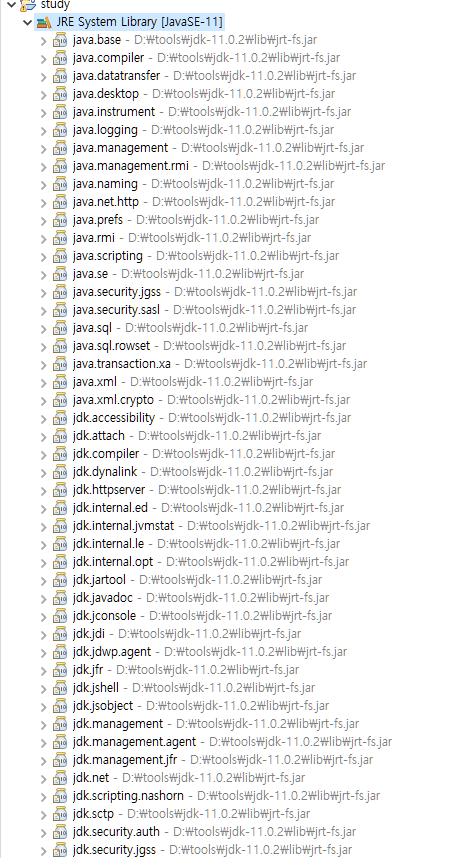 study
JRE System Library [JavaSE-11]
java.base - D:₩tools₩jdk-11.0.2₩lib₩jrt-fs.jar
java.compiler - D:₩tools₩jdk-11.0.2₩lib₩jrt-fs.jar
java.datatransfer - D:₩tools₩jdk-11.0.2₩lib₩jrt-fs.jar
java.desktop - D:₩tools₩jdk-11.0.2₩lib₩jrt-fs.jar
java.instrument - D:₩tools₩jdk-11.0.2₩lib₩jrt-fs.jar
java.logging - D:₩tools₩jdk-11.0.2₩lib₩jrt-fs.jar
java.management - D:₩tools₩jdk-11.0.2₩lib₩jrt-fs.jar
java.management.rmi - D:₩tools₩jdk-11.0.2₩lib₩jrt-fs.jar
java.naming - D:₩tools₩jdk-11.0.2₩lib₩jrt-fs.jar
java.net.http - D:₩tools₩jdk-11.0.2₩lib₩jrt-fs.jar
java.prefs - D:₩tools₩jdk-11.0.2₩lib₩jrt-fs.jar
java.rmi - D:₩tools₩jdk-11.0.2₩lib₩jrt-fs.jar
java.scripting - D:₩tools₩jdk-11.0.2₩lib₩jrt-fs.jar
java.se - D:₩tools₩jdk-11.0.2₩lib₩jrt-fs.jar
java.security.jgss - D:₩tools₩jdk-11.0.2₩lib₩jrt-fs.jar
java.security.sasl - D:₩tools₩jdk-11.0.2₩lib₩jrt-fs.jar
java.sql - D:₩tools₩jdk-11.0.2₩lib₩jrt-fs.jar
java.sql.rowset - D:₩tools₩jdk-11.0.2₩lib₩jrt-fs.jar
java.transaction.xa - D:₩tools₩jdk-11.0.2₩lib₩jrt-fs.jar
java.xml - D:₩tools₩jdk-11.0.2₩lib₩jrt-fs.jar
java.xml.crypto - D:₩tools₩jdk-11.0.2₩lib₩jrt-fs.jar
jdk.accessibility - D:₩tools₩jdk-11.0.2₩lib₩jrt-fs.jar
jdk.attach - D:₩tools₩jdk-11.0.2₩lib₩jrt-fs.jar
jdk.compiler - D:₩tools₩jdk-11.0.2₩lib₩jrt-fs.jar
jdk.dynalink - D:₩tools₩jdk-11.0.2₩lib₩jrt-fs.jar
jdk.httpserver - D:₩tools₩jdk-11.0.2₩lib₩jrt-fs.jar
jdk.internal.ed - D:₩tools₩jdk-11.0.2₩lib₩jrt-fs.jar
jdk.internal.jvmstat - D:₩tools₩jdk-11.0.2₩lib₩jrt-fs.jar
jdk.internal.le - D:₩tools₩jdk-11.0.2₩lib₩jrt-fs.jar
jdk.internal.opt - D:₩tools₩jdk-11.0.2₩lib₩jrt-fs.jar
jdk.jartool - D:₩tools₩jdk-11.0.2₩lib₩jrt-fs.jar
jdk.javadoc - D:₩tools₩jdk-11.0.2₩lib₩jrt-fs.jar
jdk.jconsole - D:₩tools₩jdk-11.0.2₩lib₩jrt-fs.jar
jdk.jdi - D:₩tools₩jdk-11.0.2₩lib₩jrt-fs.jar
jdk.jdwp.agent - D:₩tools₩jdk-11.0.2₩lib₩jrt-fs.jar
jdk.jfr - D:₩tools₩jdk-11.0.2₩lib₩jrt-fs.jar
jdk.jshell - D:₩tools₩jdk-11.0.2₩lib₩jrt-fs.jar
jdk.jsobject - D:₩tools₩jdk-11.0.2₩lib₩jrt-fs.jar
jdk.management - D:₩tools₩jdk-11.0.2₩lib₩jrt-fs.jar
jdk.management.agent - D:₩tools₩jdk-11.0.2₩lib₩jrt-fs.jar
jdk.management.jfr - D:₩tools₩jdk-11.0.2₩lib₩jrt-fs.jar
jdk.net - D:₩tools₩jdk-11.0.2₩lib₩jrt-fs.jar
jdk.scripting.nashorn - D:₩tools₩jdk-11.0.2₩lib₩jrt-fs.jar
jdk.sctp - D:₩tools₩jdk-11.0.2₩lib₩jrt-fs.jar
jdk.security.auth - D:₩tools₩jdk-11.0.2₩lib₩jrt-fs.jar
jdk.security.jgss - D:₩tools₩jdk-11.0.2₩lib₩jrt-fs.jar